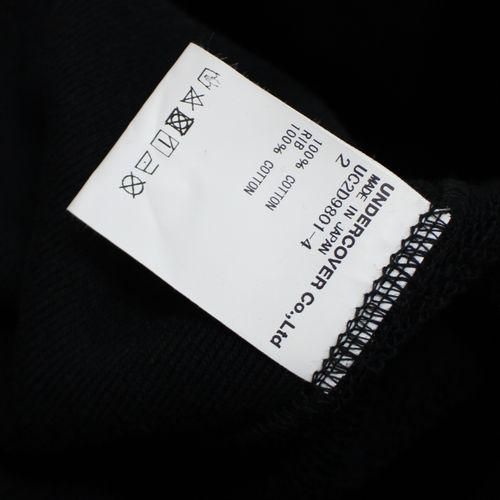 UNDERCOVER Co.,Ltd
MADE IN JAPAN
UC2D9801-4
2
100% COTTON
RIB
100% COTTON